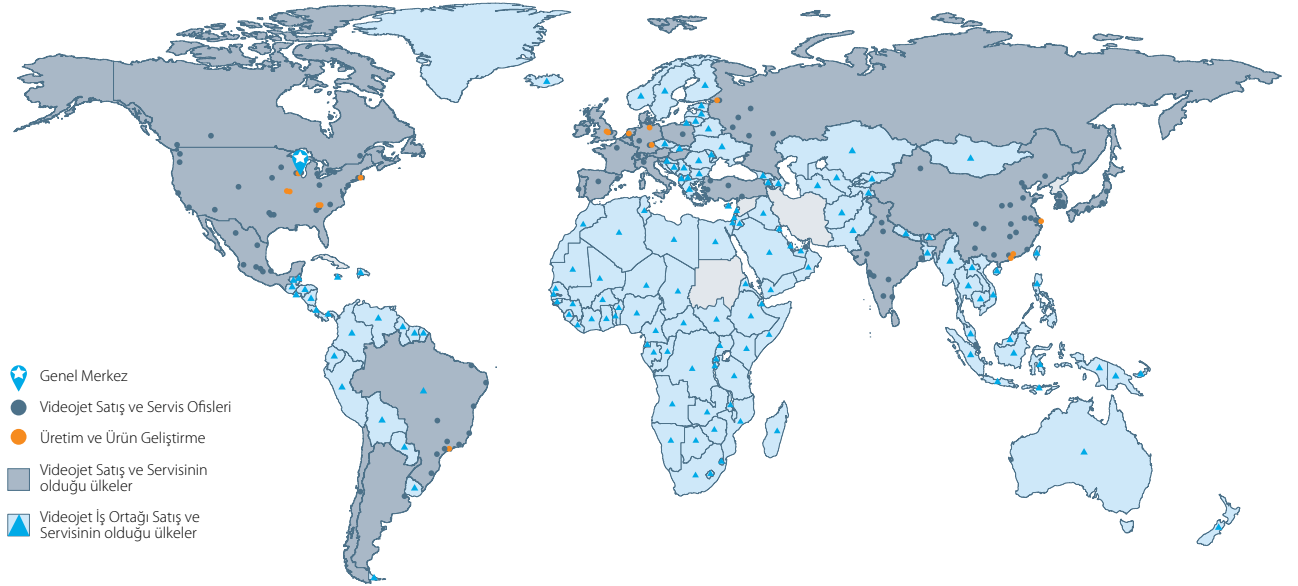 Genel Merkez
Videojet Satış ve Servis Ofisleri
Üretim ve Ürün Geliştirme
Videojet Satış ve Servisinin
olduğu ülkeler
Videojet İş Ortağı Satış ve
Servisinin olduğu ülkeler